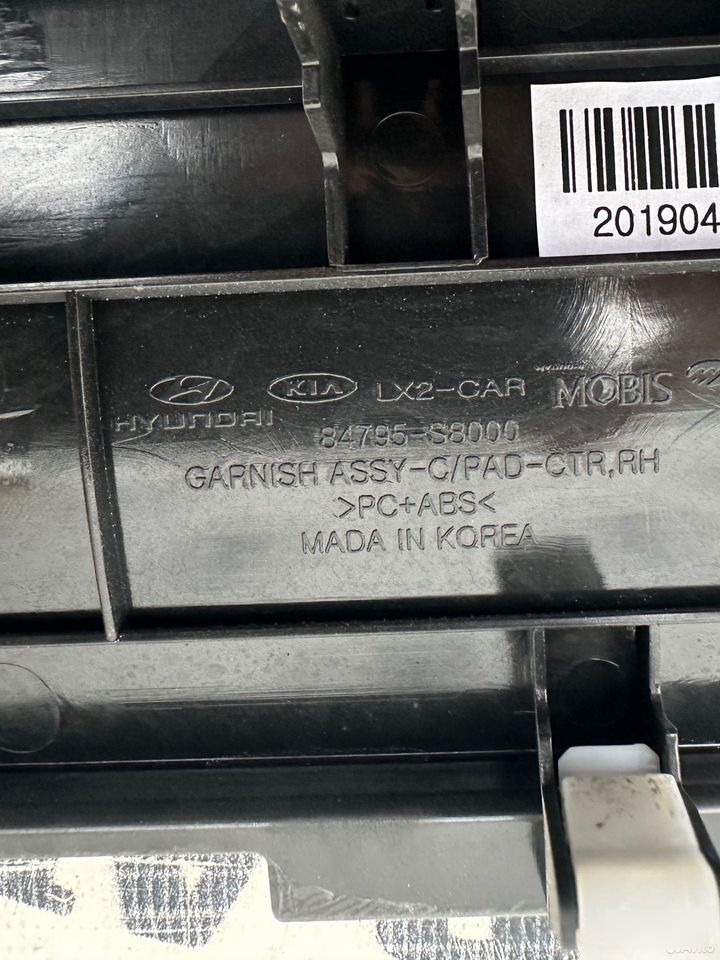 201904
KIA LX2-CAR MOBIS
HYUNDAI
84795-S8000
GARNISH ASSY-C/PAD-CTR,RH
>PC+ABS<
MADA IN KOREA